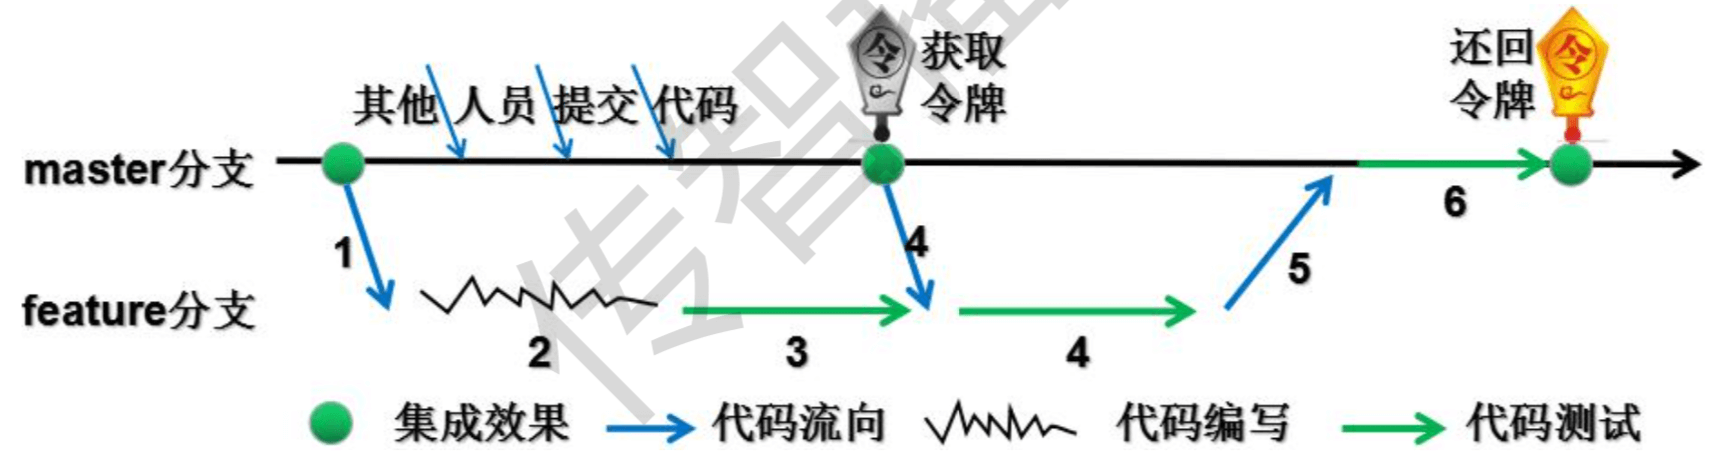 其他人员提交代码
令
获取
令牌
还回
令牌
令
master分支
1
4
5
6
feature分支
2
3
4
集成效果
代码流向
代码编写
代码测试
传智